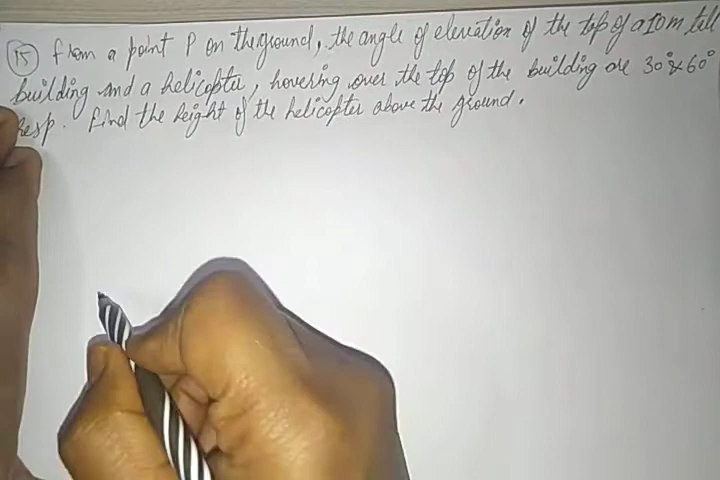 15 from a point P on the ground, the angle of elevation of the top of a 10m tall
building and a helicopter, hovering over the top of the building are 30° & 60°
resp. find the height of the helicopter above the ground.